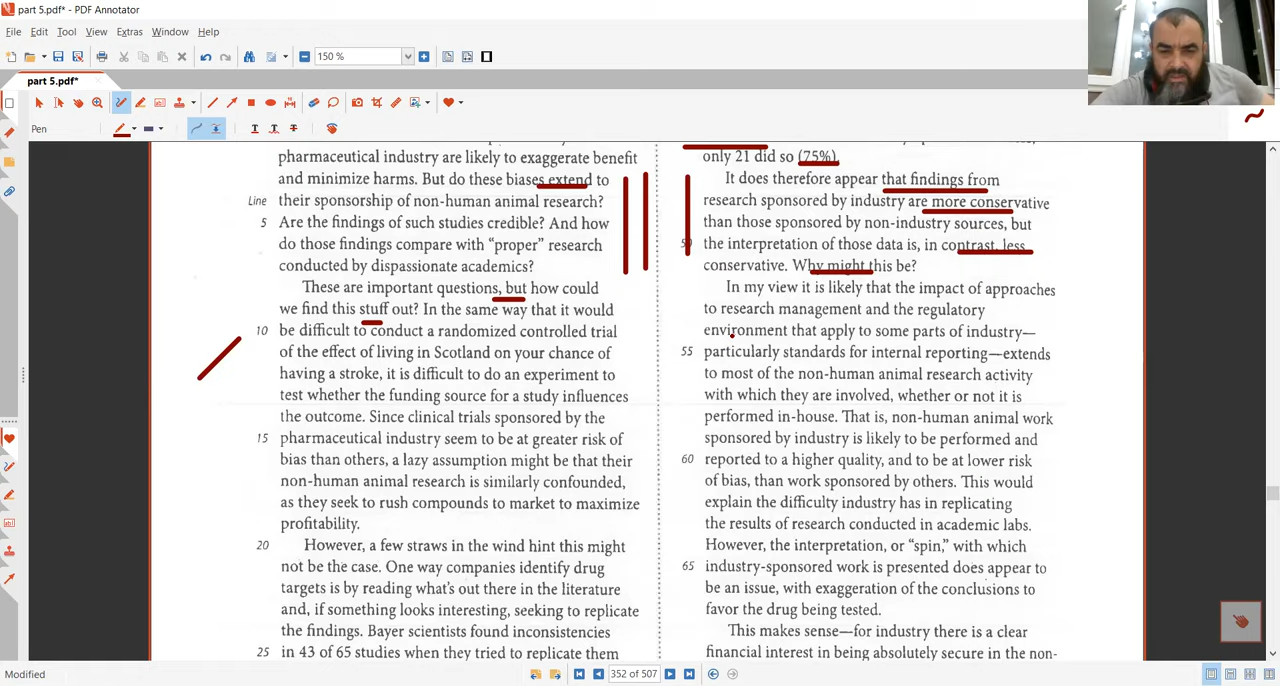 part 5.pdf* - PDF Annotator
File Edit Tool View Extras Window Help
150 %
part 5.pdf*
Pen
pharmaceutical industry are likely to exaggerate benefit
and minimize harms. But do these biases extend to
Line their sponsorship of non-human animal research?
5 Are the findings of such studies credible? And how
do those findings compare with “proper” research
conducted by dispassionate academics?
These are important questions, but how could
we find this stuff out? In the same way that it would
10 be difficult to conduct a randomized controlled trial
of the effect of living in Scotland on your chance of
having a stroke, it is difficult to do an experiment to
test whether the funding source for a study influences
the outcome. Since clinical trials sponsored by the
15 pharmaceutical industry seem to be at greater risk of
bias than others, a lazy assumption might be that their
non-human animal research is similarly confounded,
as they seek to rush compounds to market to maximize
profitability.
20 However, a few straws in the wind hint this might
not be the case. One way companies identify drug
targets is by reading what’s out there in the literature
and, if something looks interesting, seeking to replicate
the findings. Bayer scientists found inconsistencies
25 in 43 of 65 studies when they tried to replicate them
only 21 did so (75%).
It does therefore appear that findings from
research sponsored by industry are more conservative
than those sponsored by non-industry sources, but
50 the interpretation of those data is, in contrast, less
conservative. Why might this be?
In my view it is likely that the impact of approaches
to research management and the regulatory
environment that apply to some parts of industry—
55 particularly standards for internal reporting—extends
to most of the non-human animal research activity
with which they are involved, whether or not it is
performed in-house. That is, non-human animal work
sponsored by industry is likely to be performed and
60 reported to a higher quality, and to be at lower risk
of bias, than work sponsored by others. This would
explain the difficulty industry has in replicating
the results of research conducted in academic labs.
However, the interpretation, or “spin,” with which
65 industry-sponsored work is presented does appear to
be an issue, with exaggeration of the conclusions to
favor the drug being tested.
This makes sense—for industry there is a clear
financial interest in being absolutely secure in the non-
Modified
352 of 507